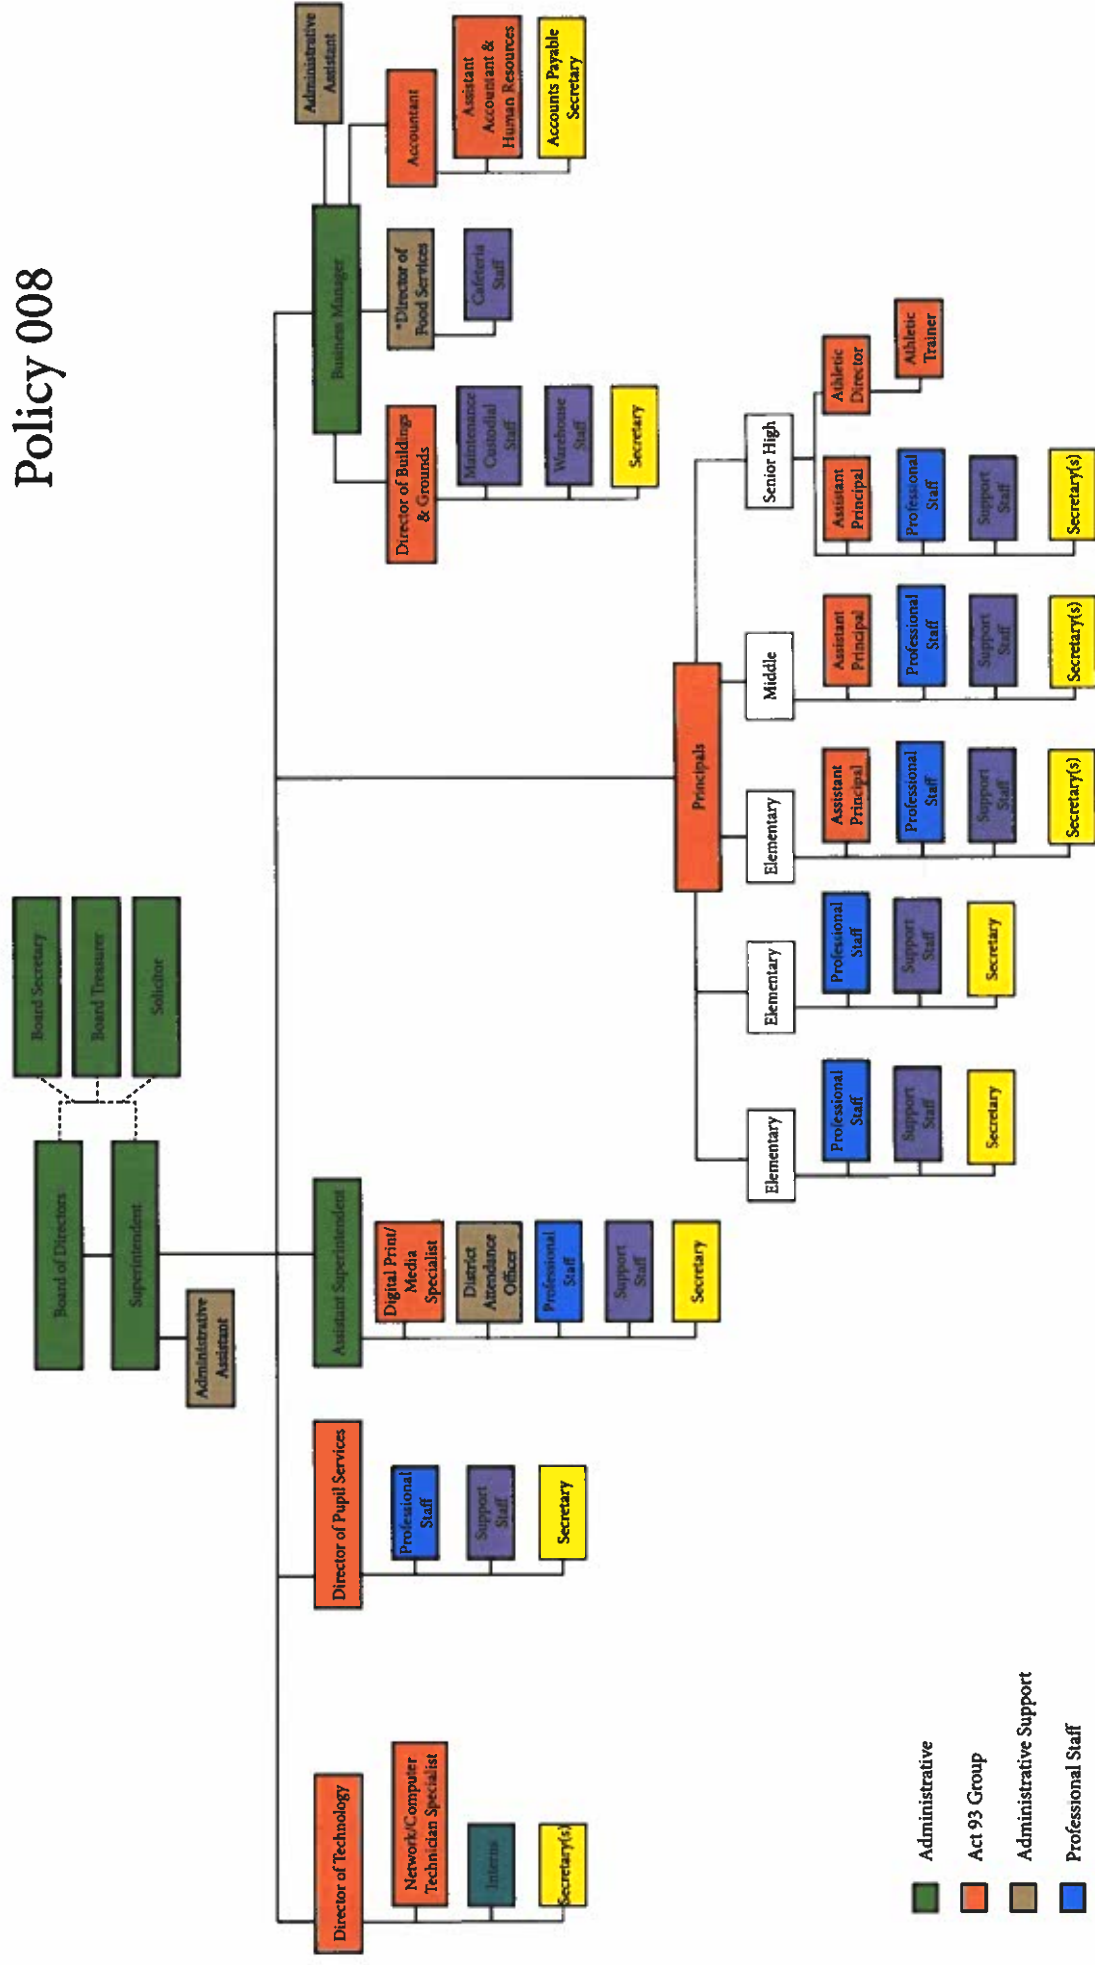 Policy 008
Board of Directors
Board Secretary
Board Treasurer
Solicitor
Superintendent
Administrative
Assistant
Director of Technology
Network/Computer
Technician Specialist
Interns
Secretary(s)
Director of Pupil Services
Professional
Staff
Support
Staff
Secretary
Assistant Superintendent
Digital Print/
Media
Specialist
District
Attendance
Officer
Professional
Staff
Support
Staff
Secretary
Principals
Elementary
Professional
Staff
Support
Staff
Secretary
Elementary
Professional
Staff
Support
Staff
Secretary
Elementary
Assistant
Principal
Professional
Staff
Support
Staff
Secretary(s)
Middle
Assistant
Principal
Professional
Staff
Support
Staff
Secretary(s)
Senior High
Assistant
Principal
Professional
Staff
Support
Staff
Secretary(s)
Athletic
Director
Athletic
Trainer
Business Manager
Administrative
Assistant
Director of Buildings
& Grounds
Maintenance
Custodial
Staff
Warehouse
Staff
Secretary
*Director of
Food Services
Cafeteria
Staff
Accountant
Assistant
Accountant &
Human Resources
Accounts Payable
Secretary
Administrative
Act 93 Group
Administrative Support
Professional Staff